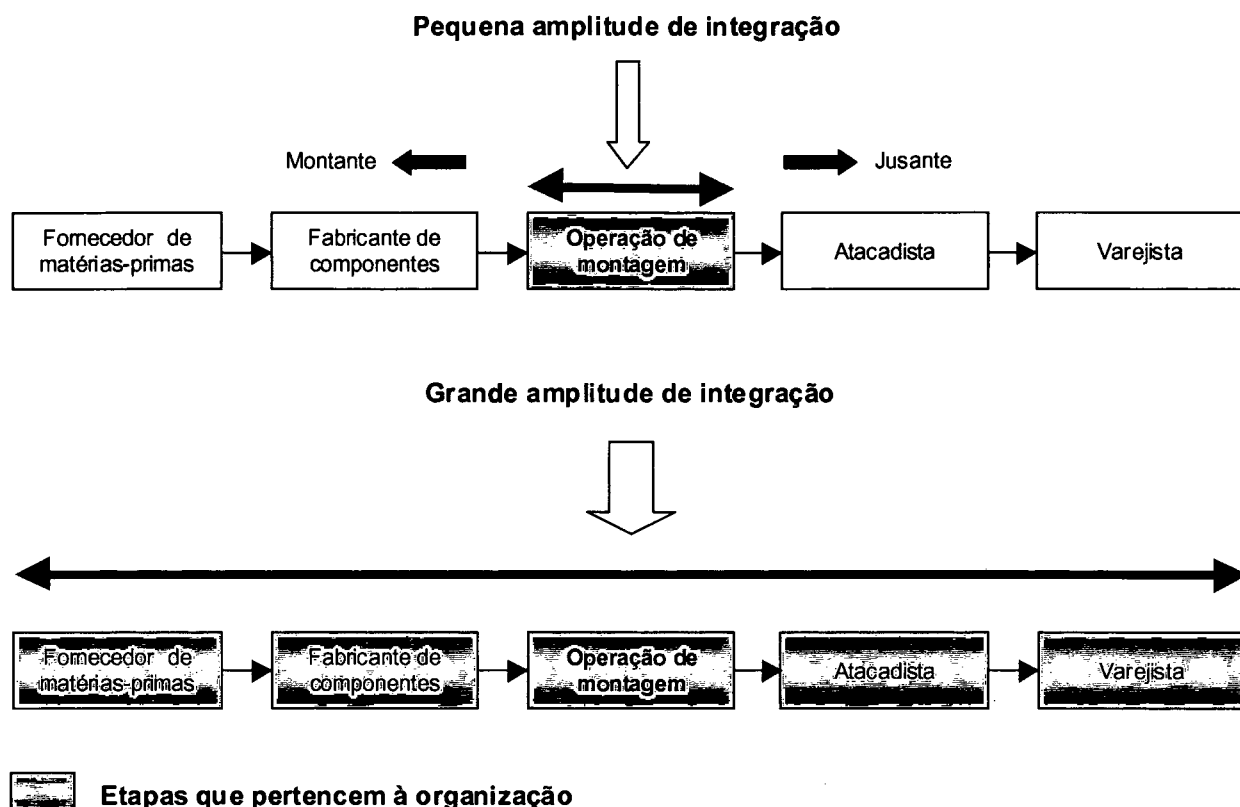 Pequena amplitude de integração
Montante
Jusante
Fornecedor de
matérias-primas
Fabricante de
componentes
Operação de
montagem
Atacadista
Varejista
Grande amplitude de integração
Fornecedor de
matérias-primas
Fabricante de
componentes
Operação de
montagem
Atacadista
Varejista
Etapas que pertencem à organização